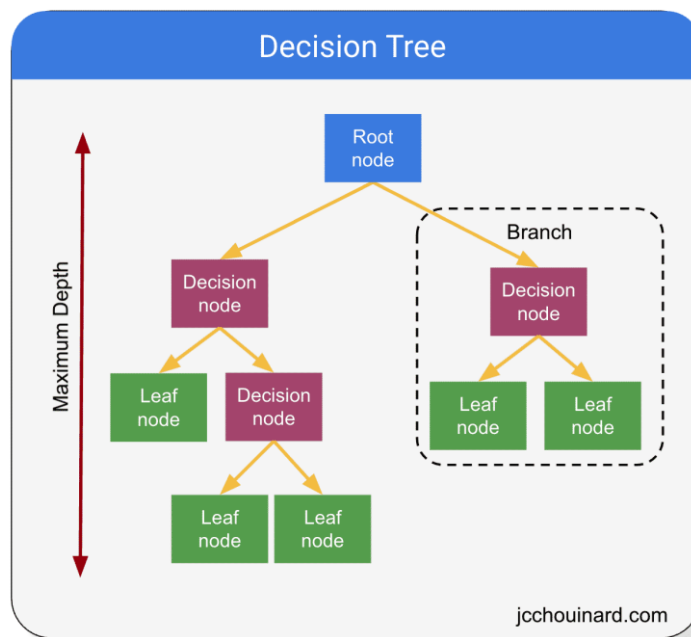 Decision Tree
Root
node
Branch
Maximum Depth
Decision
node
Decision
node
Leaf
node
Decision
node
Leaf
node
Leaf
node
Leaf
node
Leaf
node
jcchouinard.com